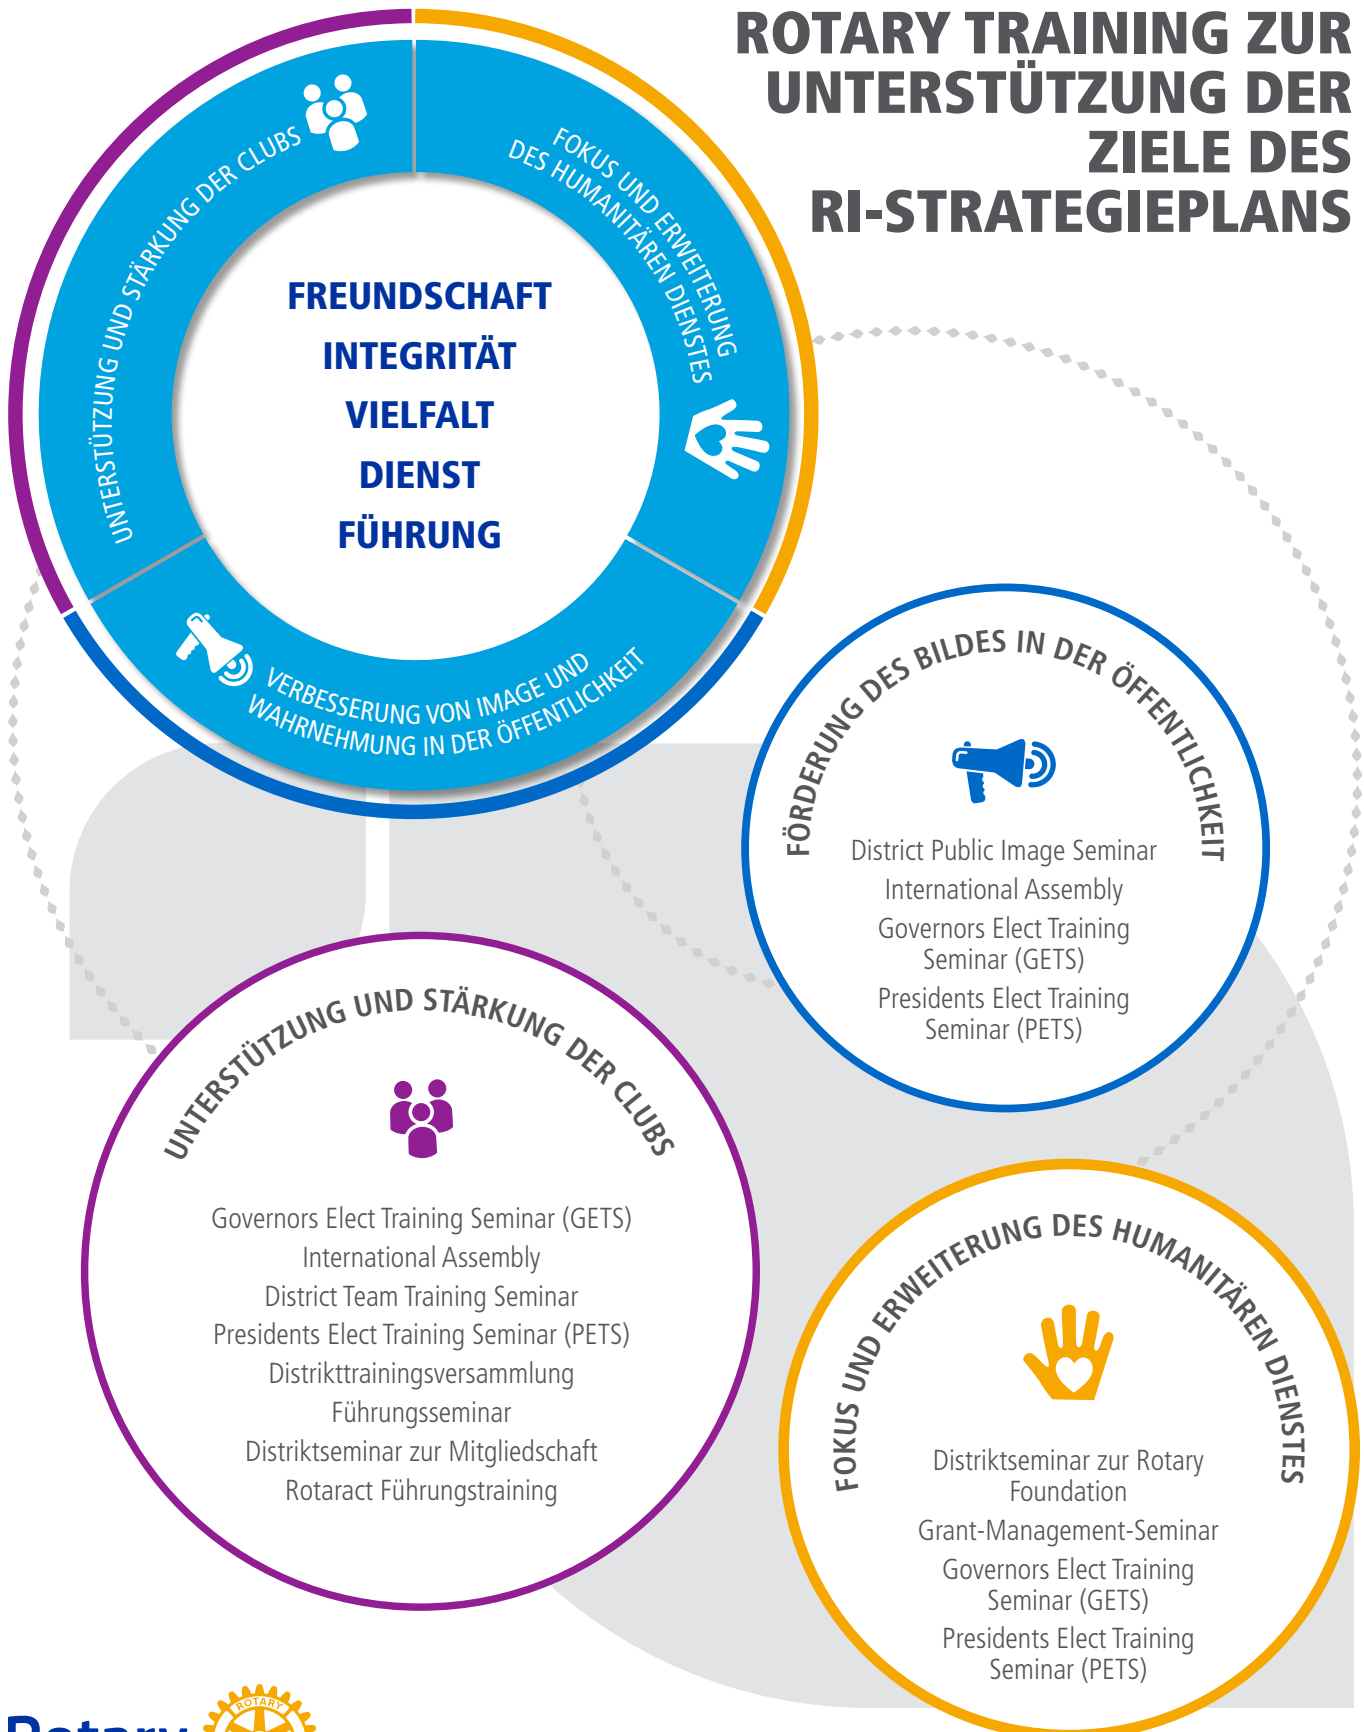 ROTARY TRAINING ZUR
UNTERSTÜTZUNG DER
ZIELE DES
RI-STRATEGIEPLANS
UNTERSTÜTZUNG UND STÄRKUNG DER CLUBS
FOKUS UND ERWEITERUNG
DES HUMANITÄREN DIENSTES
FREUNDSCHAFT
INTEGRITÄT
VIELFALT
DIENST
FÜHRUNG
VERBESSERUNG VON IMAGE UND
WAHRNEHMUNG IN DER ÖFFENTLICHKEIT
FÖRDERUNG DES BILDES IN DER ÖFFENTLICHKEIT
District Public Image Seminar
International Assembly
Governors Elect Training
Seminar (GETS)
Presidents Elect Training
Seminar (PETS)
UNTERSTÜTZUNG UND STÄRKUNG DER CLUBS
Governors Elect Training Seminar (GETS)
International Assembly
District Team Training Seminar
Presidents Elect Training Seminar (PETS)
Distrikttrainingsversammlung
Führungsseminar
Distriktseminar zur Mitgliedschaft
Rotaract Führungstraining
FOKUS UND ERWEITERUNG DES HUMANITÄREN DIENSTES
Distriktseminar zur Rotary
Foundation
Grant-Management-Seminar
Governors Elect Training
Seminar (GETS)
Presidents Elect Training
Seminar (PETS)
Rotary
ROTARY